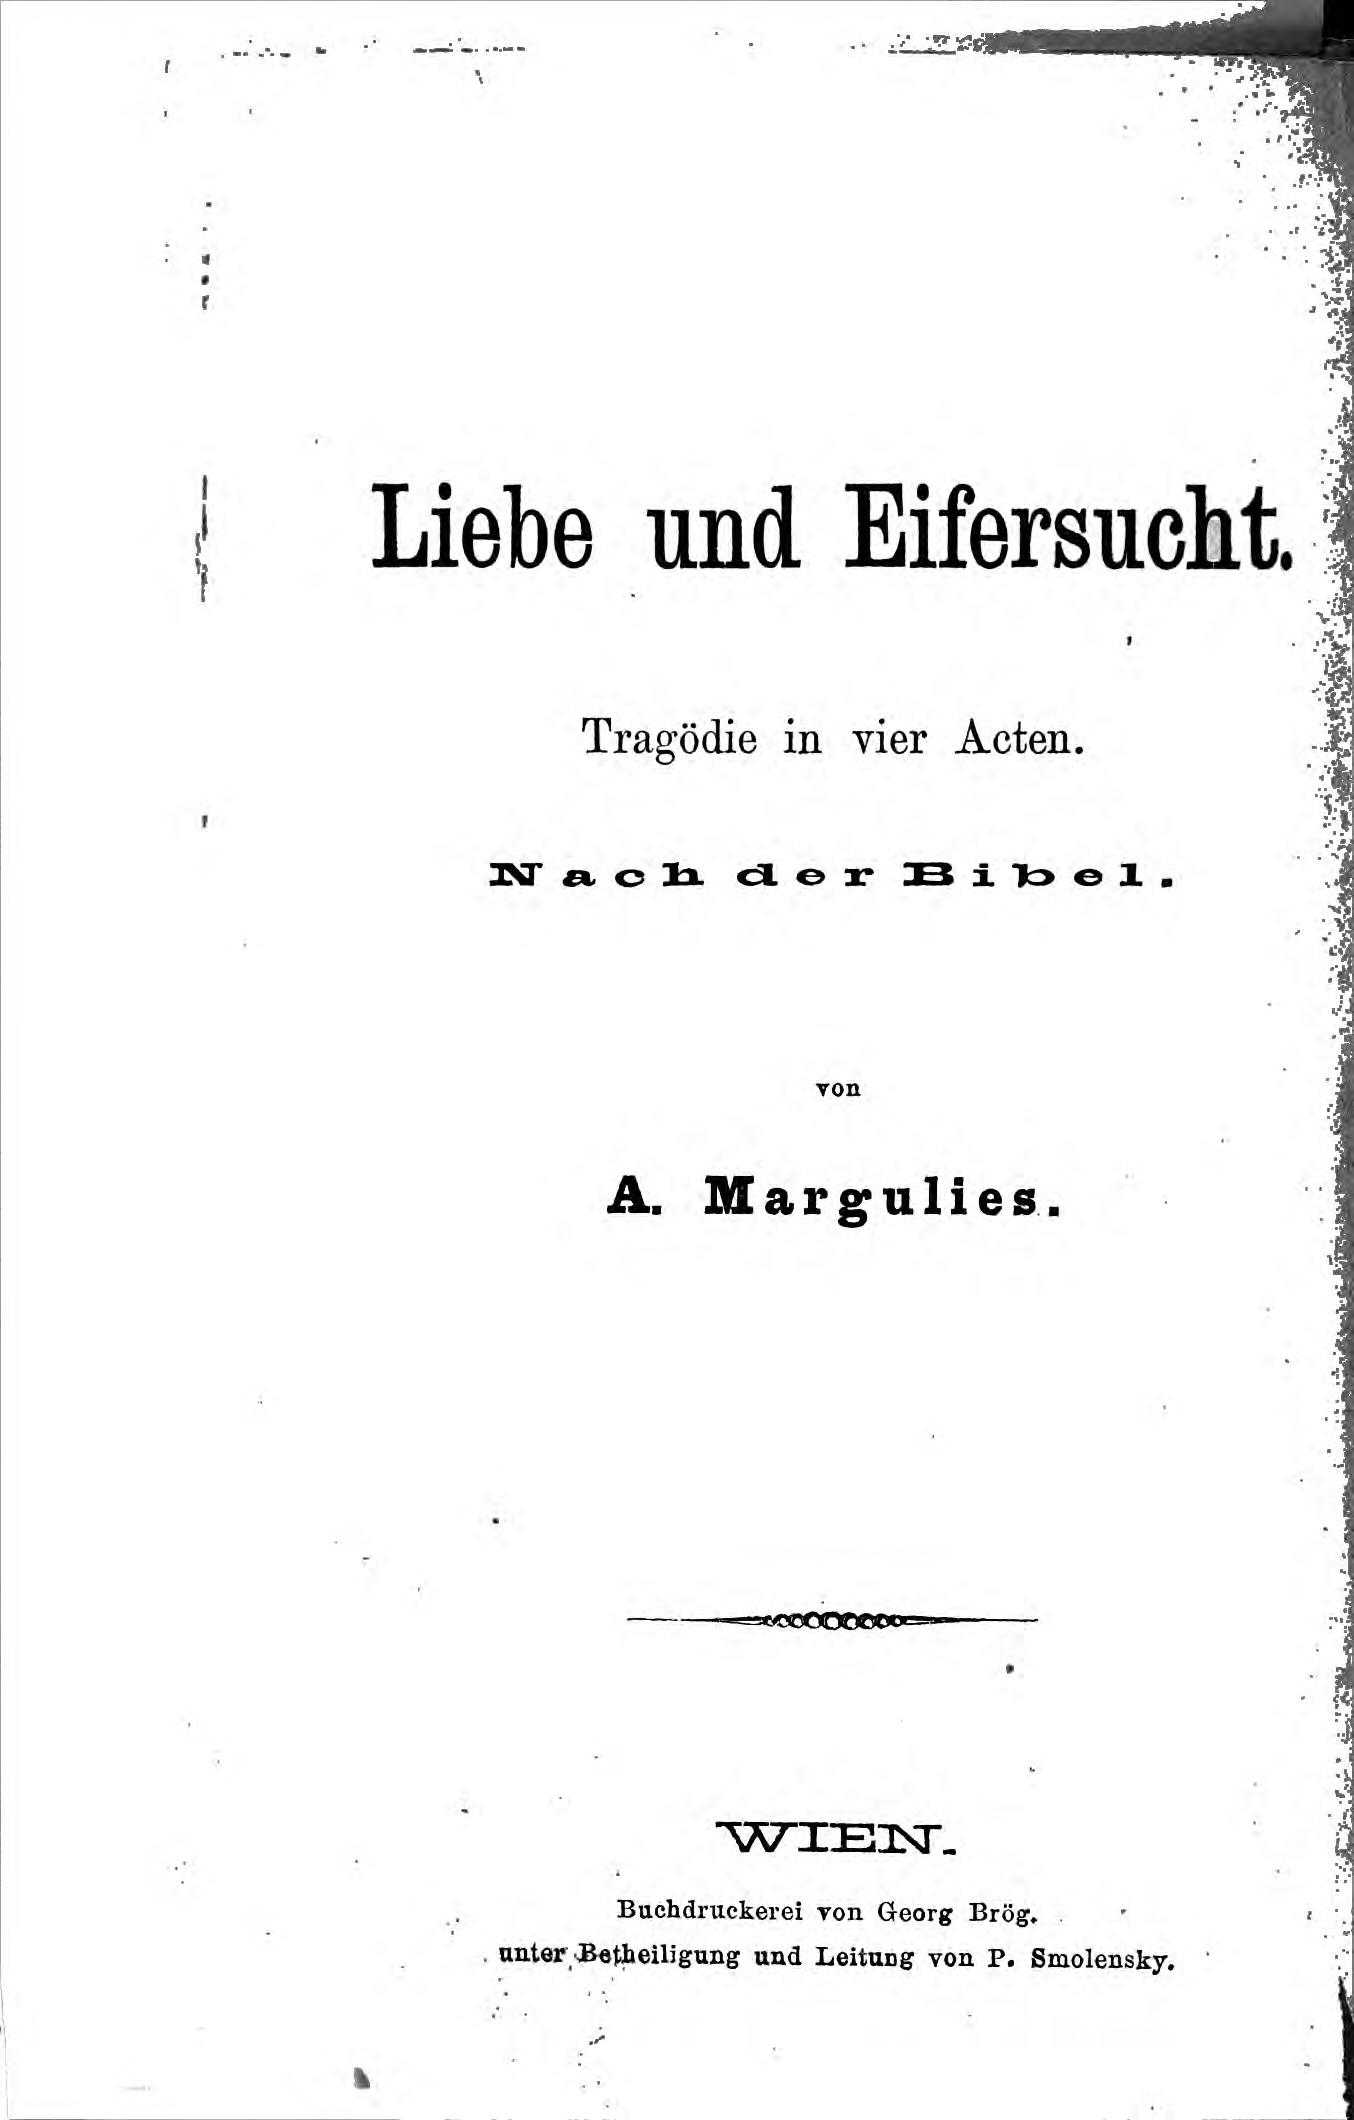 Liebe und Eifersucht.
Tragödie in vier Acten.
Nach der Bibel.
von
A. Margulies.
WIEN.
Buchdruckerei von Georg Brög.
unter Betheiligung und Leitung von P. Smolensky.